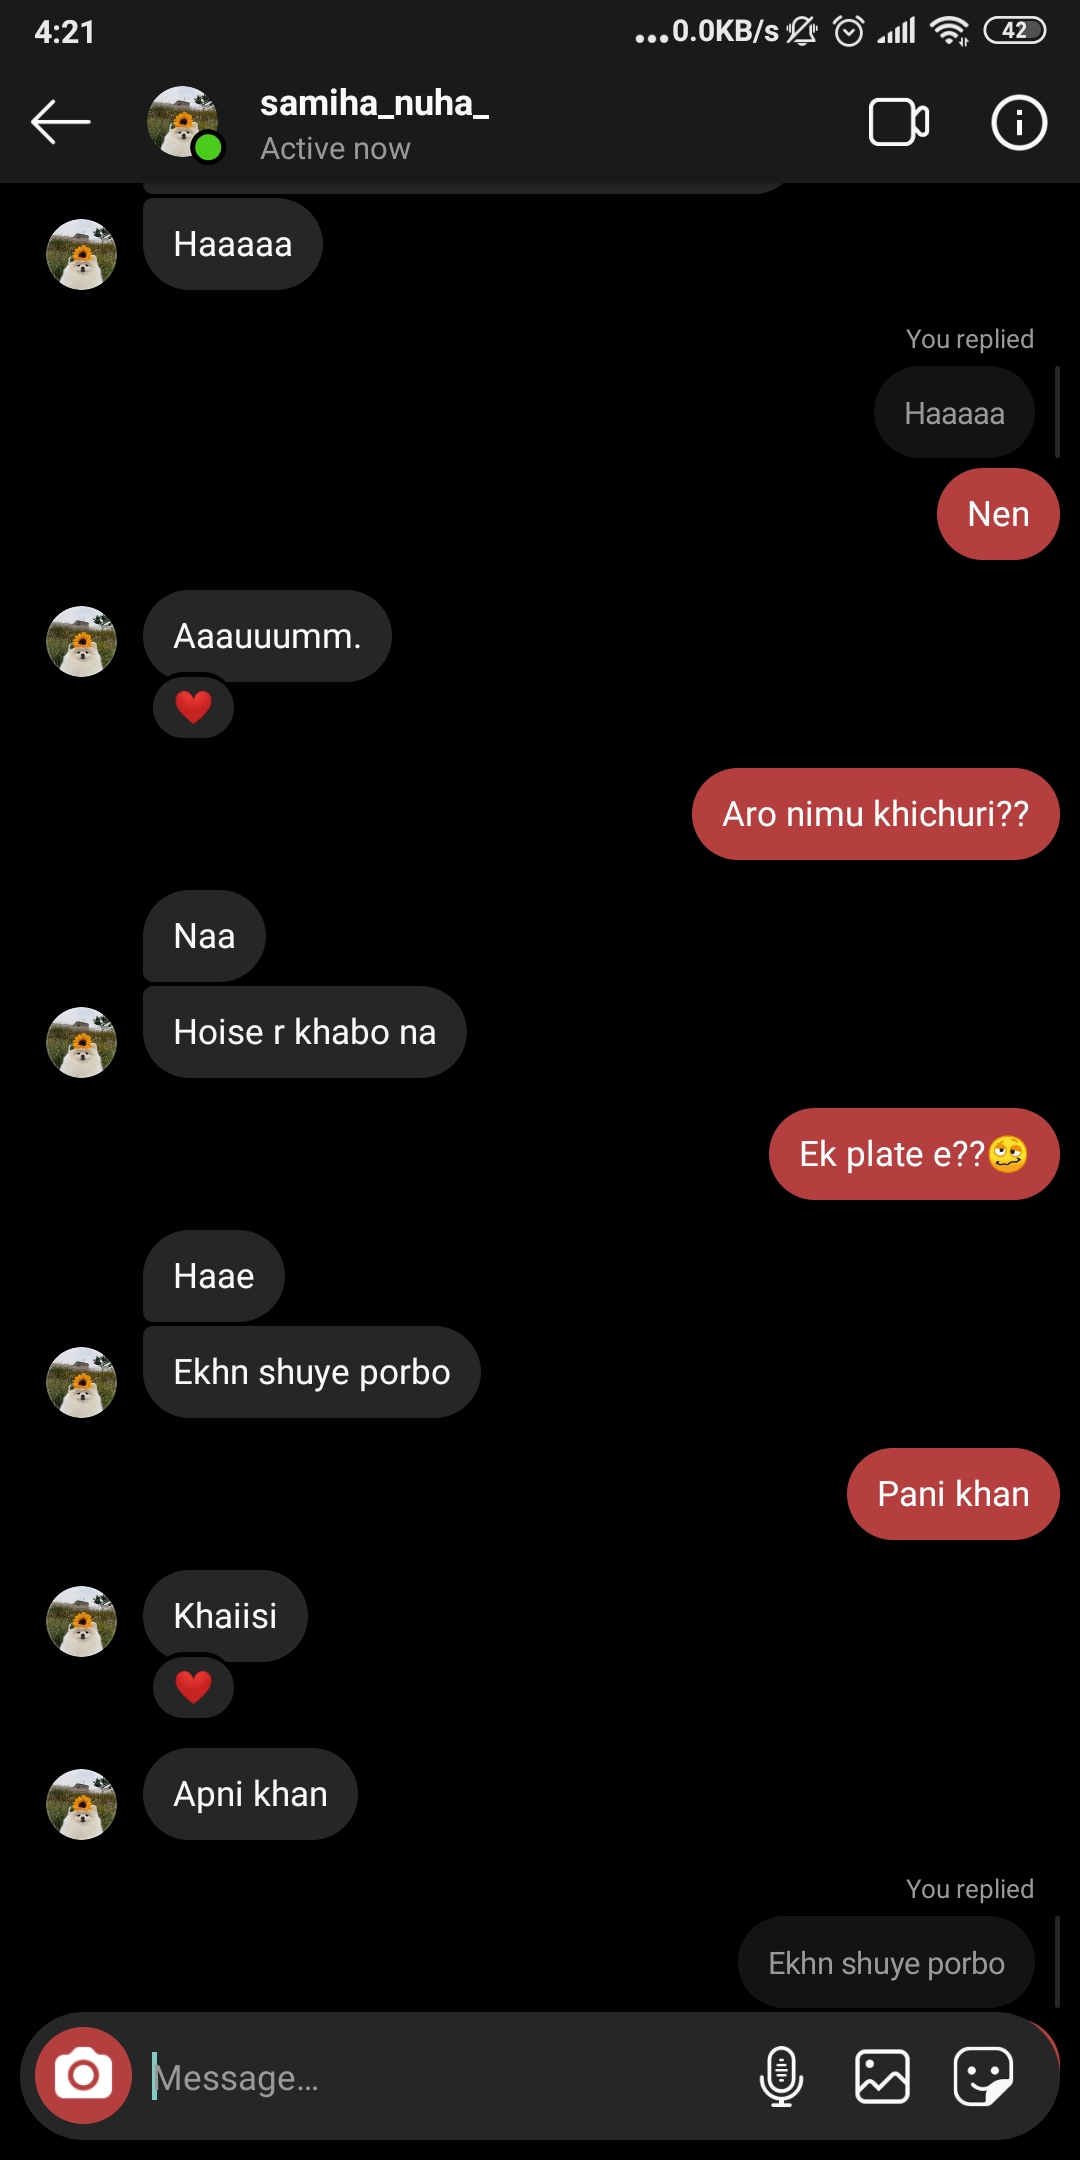 4:21
...0.0KB/s
42
samiha_nuha_
Active now
Haaaaa
You replied
Haaaaa
Nen
Aaauuumm.
Aro nimu khichuri??
Naa
Hoise r khabo na
Ek plate e??🥴
Haae
Ekhn shuye porbo
Pani khan
Khaiisi
Apni khan
You replied
Ekhn shuye porbo
Message...